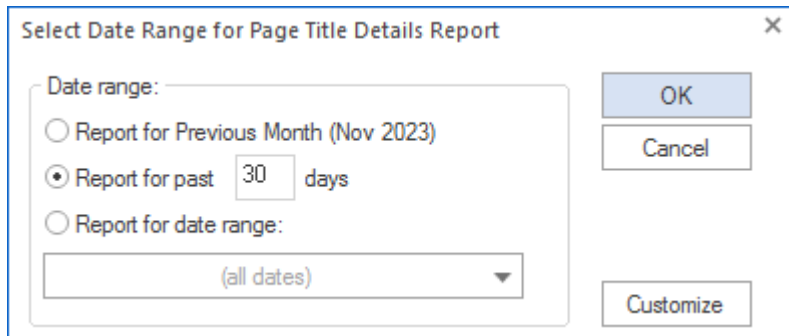 Select Date Range for Page Title Details Report
Date range:
Report for Previous Month (Nov 2023)
Report for past 30 days
Report for date range:
(all dates)
OK
Cancel
Customize